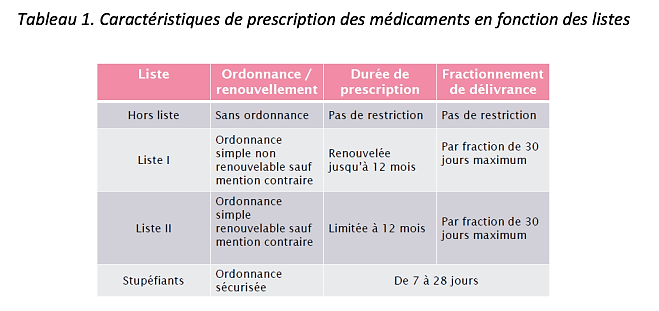 Tableau 1. Caractéristiques de prescription des médicaments en fonction des listes
Liste
Ordonnance /
renouvellement
Durée de
prescription
Fractionnement
de délivrance
Hors liste
Sans ordonnance
Pas de restriction
Pas de restriction
Liste I
Ordonnance
simple non
renouvelable sauf
mention contraire
Renouvelée
jusqu'à 12 mois
Par fraction de 30
jours maximum
Liste II
Ordonnance
simple
renouvelable sauf
mention contraire
Limitée à 12 mois
Par fraction de 30
jours maximum
Stupéfiants
Ordonnance
sécurisée
De 7 à 28 jours